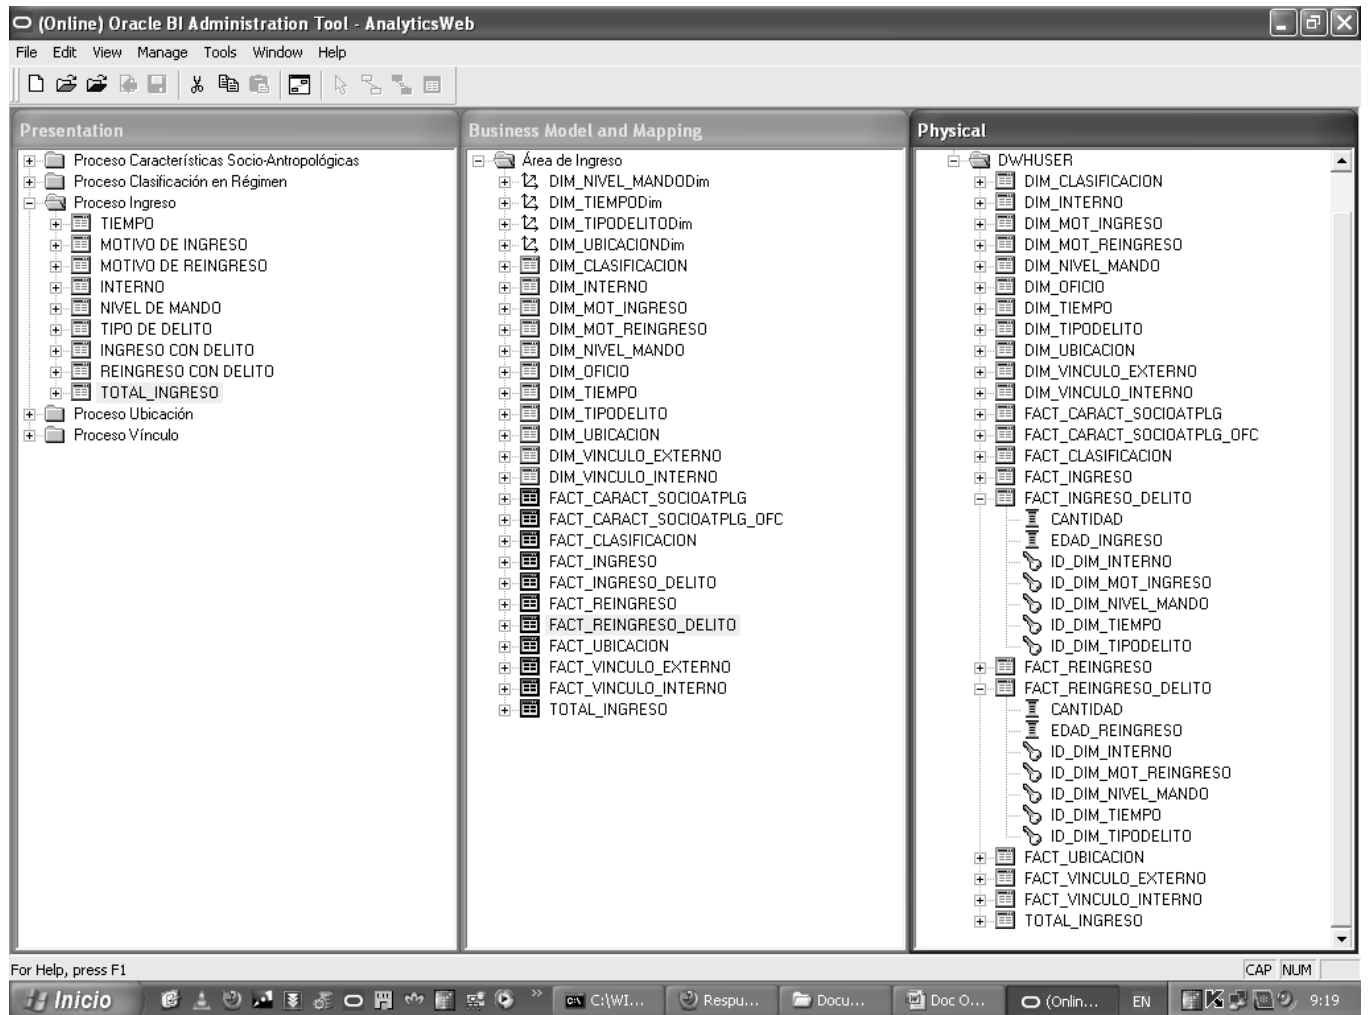 (Online) Oracle BI Administration Tool - AnalyticsWeb
File Edit View Manage Tools Window Help
Presentation
Proceso Características Socio-Antropológicas
Proceso Clasificación en Régimen
Proceso Ingreso
TIEMPO
MOTIVO DE INGRESO
MOTIVO DE REINGRESO
INTERNO
NIVEL DE MANDO
TIPO DE DELITO
INGRESO CON DELITO
REINGRESO CON DELITO
TOTAL_INGRESO
Proceso Ubicación
Proceso Vínculo
Business Model and Mapping
Área de Ingreso
DIM_NIVEL_MANDODim
DIM_TIEMPODim
DIM_TIPODELITODim
DIM_UBICACIONDim
DIM_CLASIFICACION
DIM_INTERNO
DIM_MOT_INGRESO
DIM_MOT_REINGRESO
DIM_NIVEL_MANDO
DIM_OFICIO
DIM_TIEMPO
DIM_TIPODELITO
DIM_UBICACION
DIM_VINCULO_EXTERNO
DIM_VINCULO_INTERNO
FACT_CARACT_SOCIOATPLG
FACT_CARACT_SOCIOATPLG_OFC
FACT_CLASIFICACION
FACT_INGRESO
FACT_INGRESO_DELITO
FACT_REINGRESO
FACT_REINGRESO_DELITO
FACT_UBICACION
FACT_VINCULO_EXTERNO
FACT_VINCULO_INTERNO
TOTAL_INGRESO
Physical
DWHUSER
DIM_CLASIFICACION
DIM_INTERNO
DIM_MOT_INGRESO
DIM_MOT_REINGRESO
DIM_NIVEL_MANDO
DIM_OFICIO
DIM_TIEMPO
DIM_TIPODELITO
DIM_UBICACION
DIM_VINCULO_EXTERNO
DIM_VINCULO_INTERNO
FACT_CARACT_SOCIOATPLG
FACT_CARACT_SOCIOATPLG_OFC
FACT_CLASIFICACION
FACT_INGRESO
FACT_INGRESO_DELITO
CANTIDAD
EDAD_INGRESO
ID_DIM_INTERNO
ID_DIM_MOT_INGRESO
ID_DIM_NIVEL_MANDO
ID_DIM_TIEMPO
ID_DIM_TIPODELITO
FACT_REINGRESO
FACT_REINGRESO_DELITO
CANTIDAD
EDAD_REINGRESO
ID_DIM_INTERNO
ID_DIM_MOT_REINGRESO
ID_DIM_NIVEL_MANDO
ID_DIM_TIEMPO
ID_DIM_TIPODELITO
FACT_UBICACION
FACT_VINCULO_EXTERNO
FACT_VINCULO_INTERNO
TOTAL_INGRESO
For Help, press F1
CAP NUM
Inicio C:\WI... Respu... Docu... Doc O... (Onlin... EN 9:19